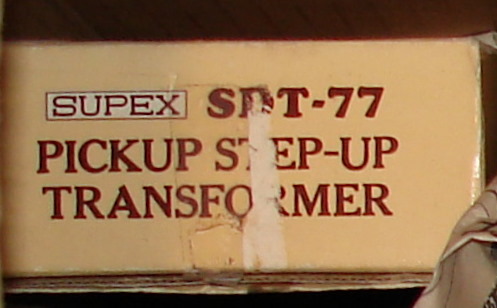 SUPEX SDT-77
PICKUP STEP-UP
TRANSFORMER